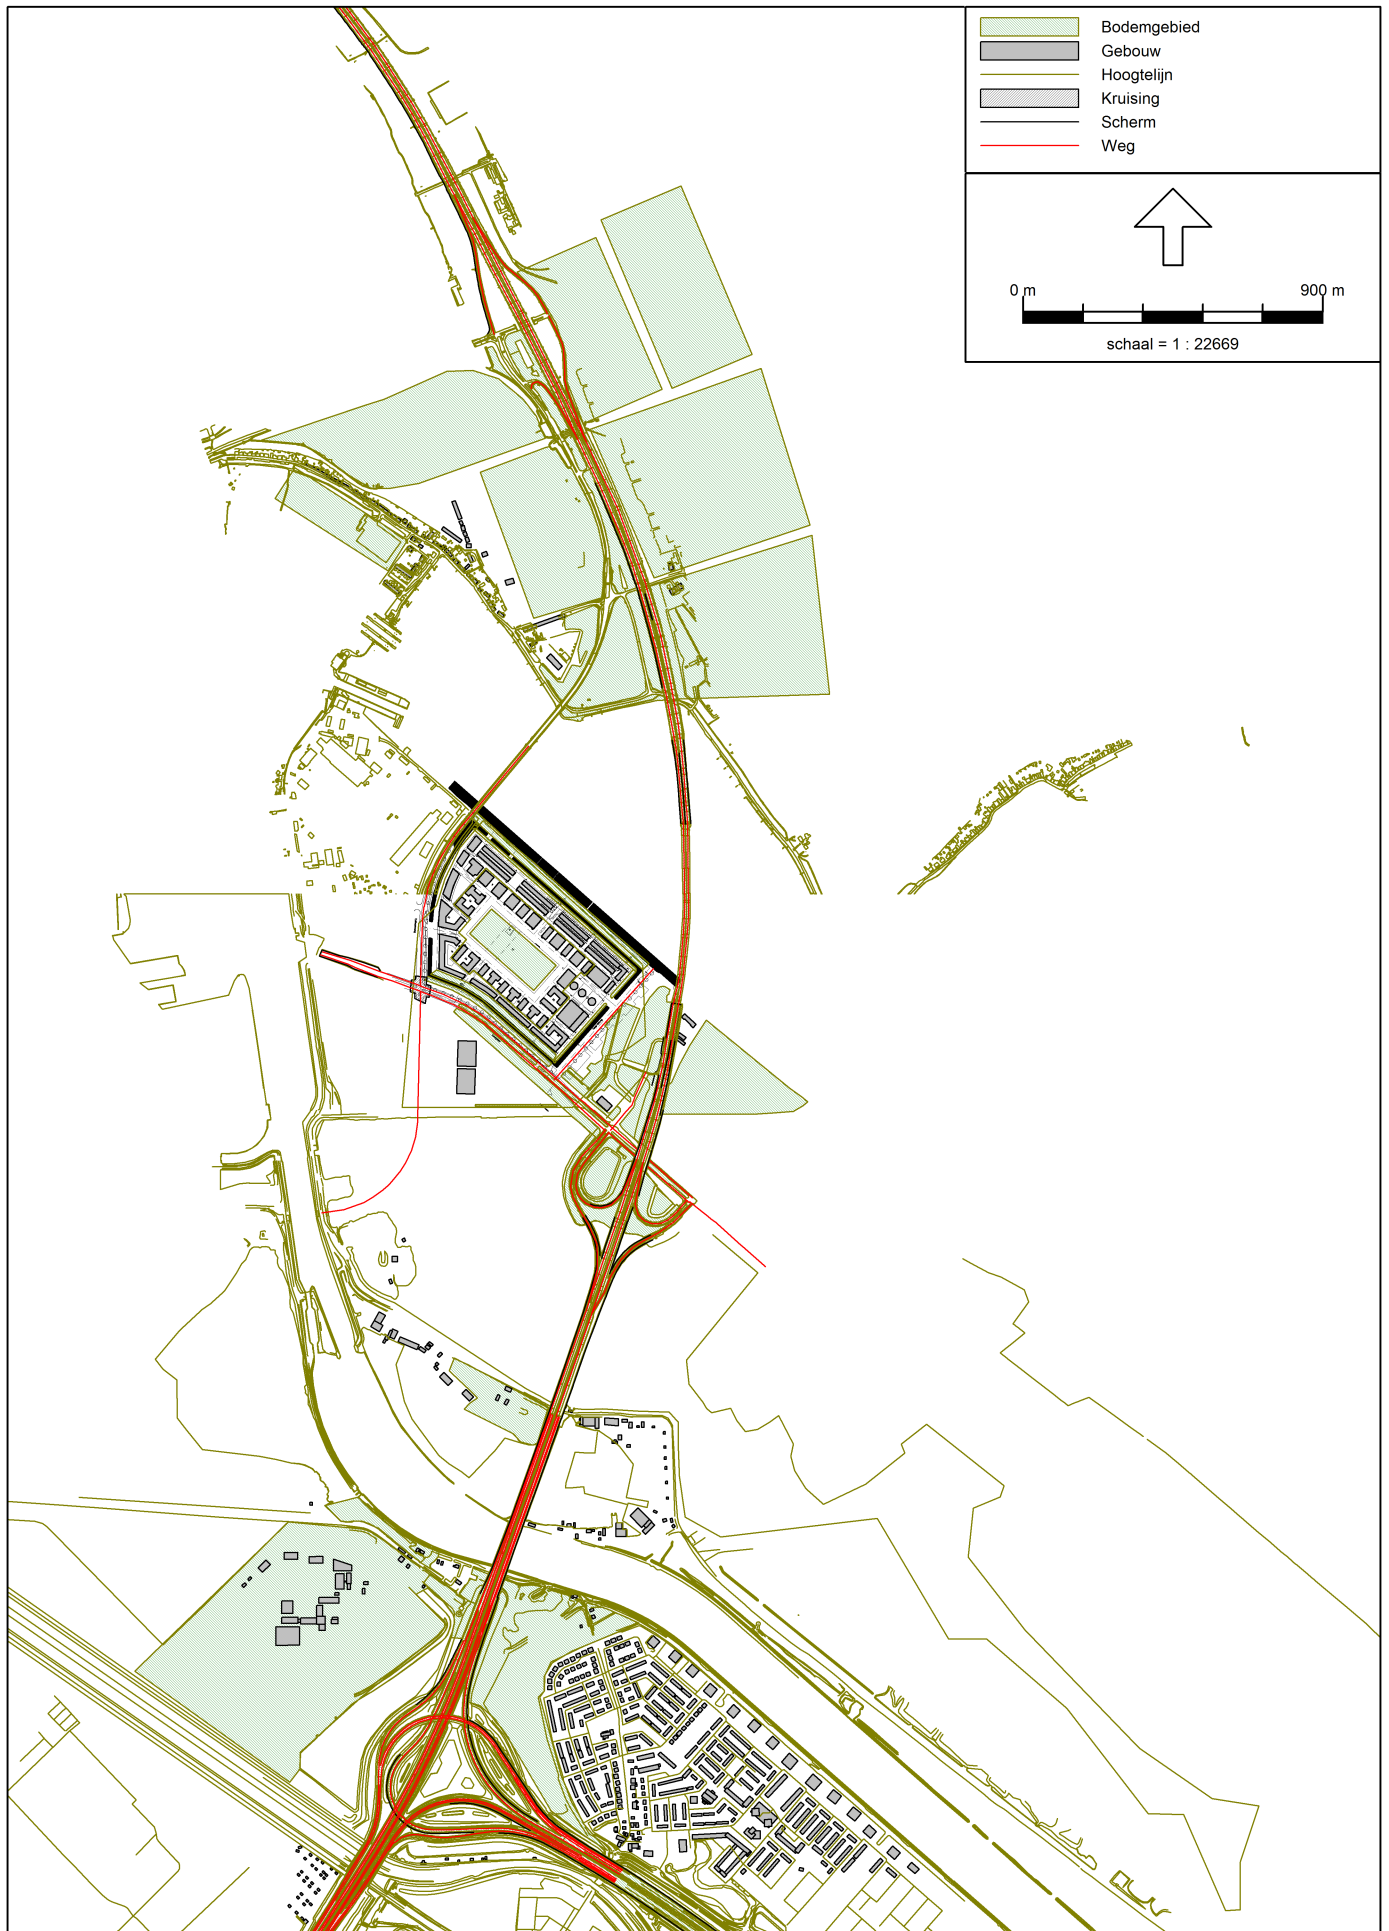 Bodemgebied
Gebouw
Hoogtelijn
Kruising
Scherm
Weg
0 m 900 m
schaal = 1 : 22669